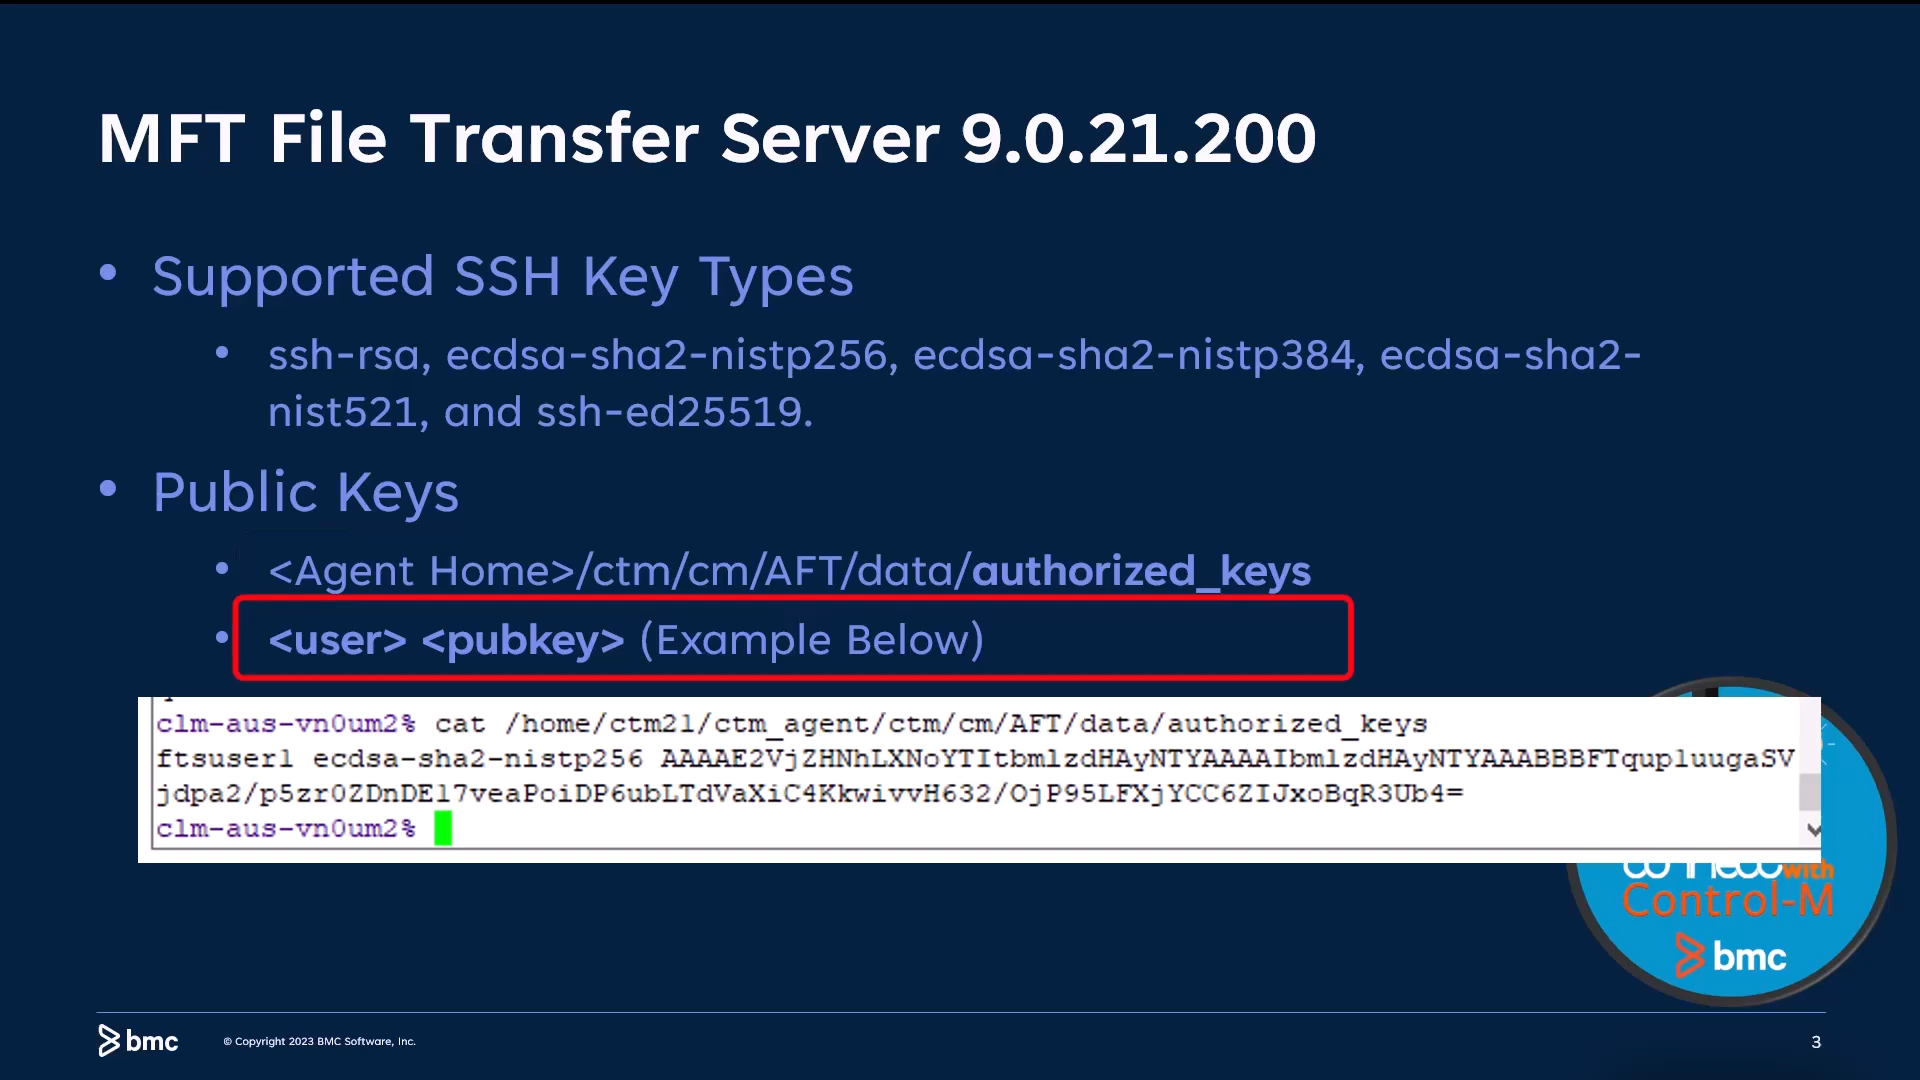 MFT File Transfer Server 9.0.21.200
• Supported SSH Key Types
• ssh-rsa, ecdsa-sha2-nistp256, ecdsa-sha2-nistp384, ecdsa-sha2-
nist521, and ssh-ed25519.
• Public Keys
• <Agent Home>/ctm/cm/AFT/data/authorized_keys
• <user> <pubkey> (Example Below)
clm-aus-vn0um2% cat /home/ctm21/ctm_agent/ctm/cm/AFT/data/authorized_keys
ftsuser1 ecdsa-sha2-nistp256 AAAAE2VjZHNhLXNoYTItbmlzdHAyNTYAAAAIbmlzdHAyNTYAAABBBFTqup1uugaSV
jdpa2/p5zr0ZDnDE17veaPoiDP6ubLTdVaXiC4KkwivvH632/OjP95LFXjYCC6ZIJxoBqR3Ub4=
clm-aus-vn0um2%
with
Control-M
bmc
bmc
© Copyright 2023 BMC Software, Inc.
3